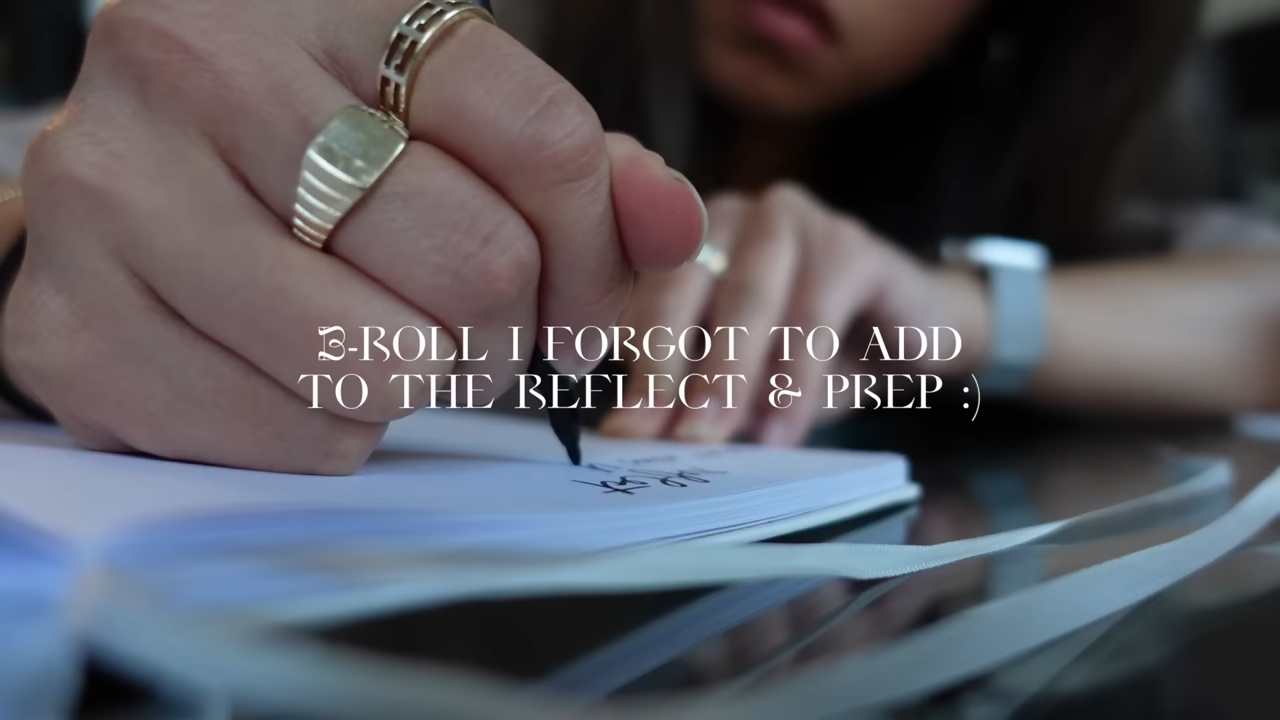 B-ROLL I FORGOT TO ADD
TO THE REFLECT & PREP :)